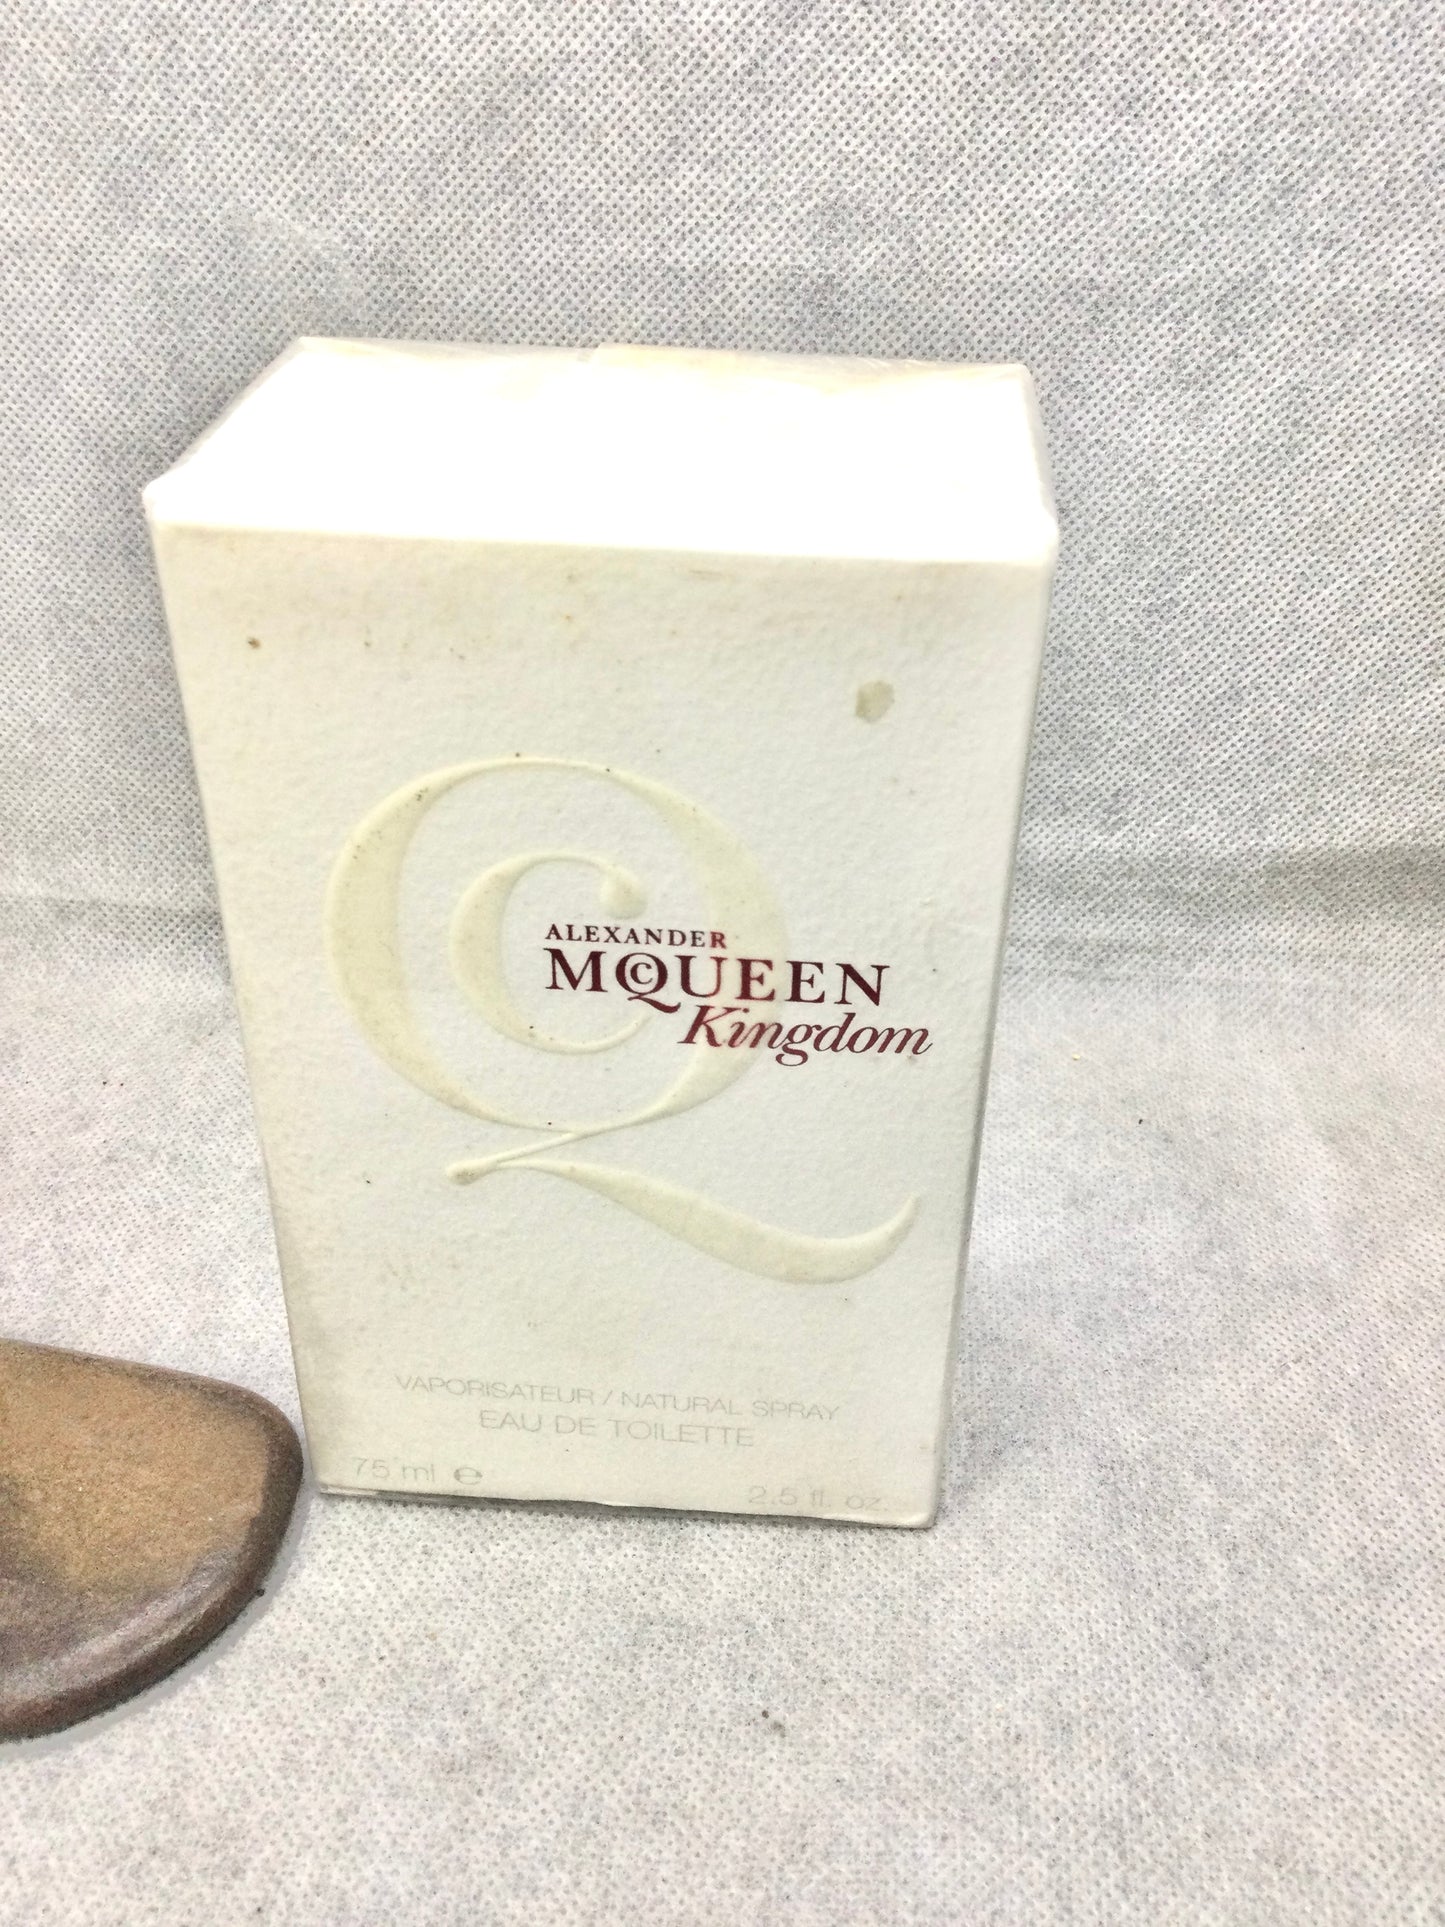 ALEXANDER
McQUEEN
Kingdom
VAPORISATEUR / NATURAL SPRAY
EAU DE TOILETTE
75 ml ℮
2.5 fl. oz.